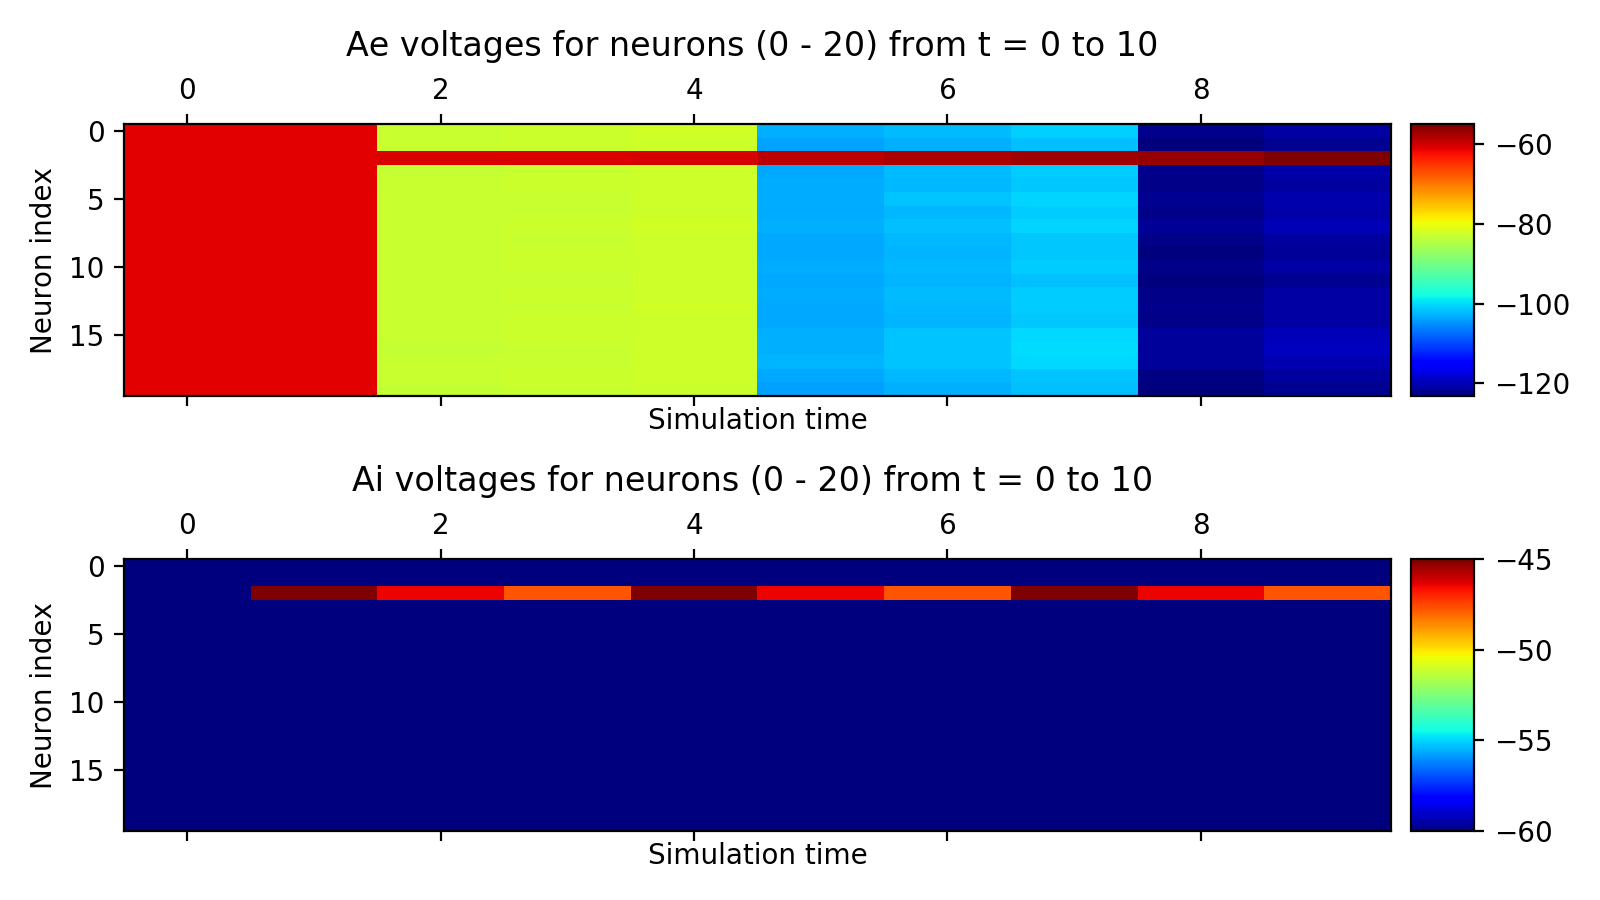 Ae voltages for neurons (0 - 20) from t = 0 to 10
0 2 4 6 8
0
5
10
15
Neuron index
Simulation time
−60
−80
−100
−120
Ai voltages for neurons (0 - 20) from t = 0 to 10
0 2 4 6 8
0
5
10
15
Neuron index
Simulation time
−45
−50
−55
−60